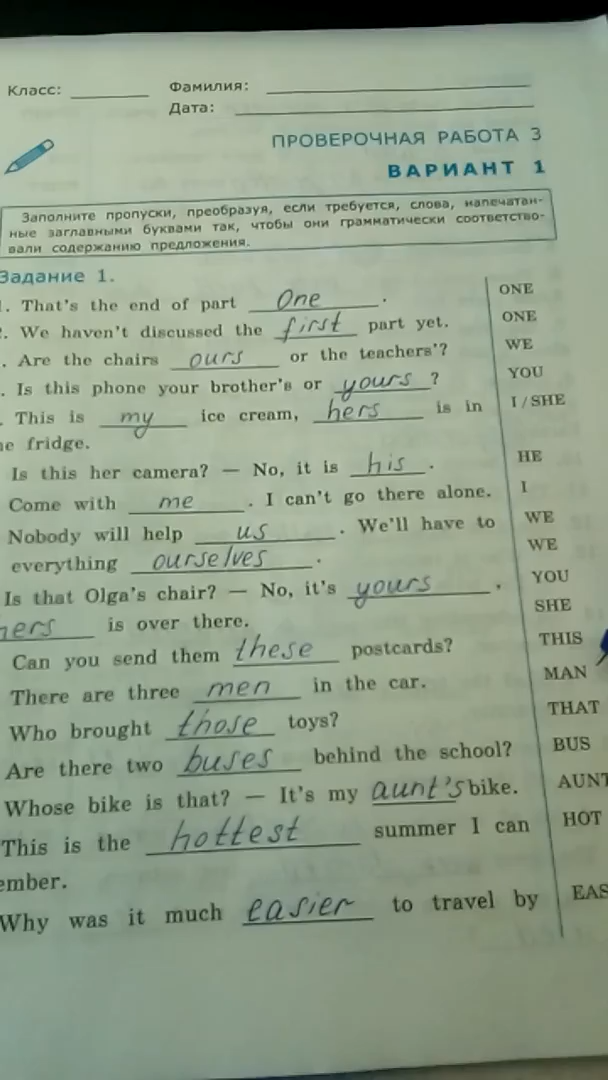 Класс: Фамилия:
Дата:
ПРОВЕРОЧНАЯ РАБОТА 3
ВАРИАНТ 1
Заполните пропуски, преобразуя, если требуется, слова, напечатан-
ные заглавными буквами так, чтобы они грамматически соответство-
вали содержанию предложения.
Задание 1.
. That's the end of part One . ONE
. We haven't discussed the first part yet. ONE
. Are the chairs ours or the teachers'? WE
. Is this phone your brother's or yours ? YOU
. This is my ice cream, hers is in I/SHE
e fridge.
Is this her camera? — No, it is his . HE
Come with me . I can't go there alone. I
Nobody will help us . We'll have to WE
everything ourselves . WE
Is that Olga's chair? — No, it's yours . YOU
hers is over there. SHE
Can you send them these postcards? THIS
There are three men in the car. MAN
Who brought those toys? THAT
Are there two buses behind the school? BUS
Whose bike is that? — It's my aunt's bike. AUNT
This is the hottest summer I can HOT
ember.
Why was it much easier to travel by EAS